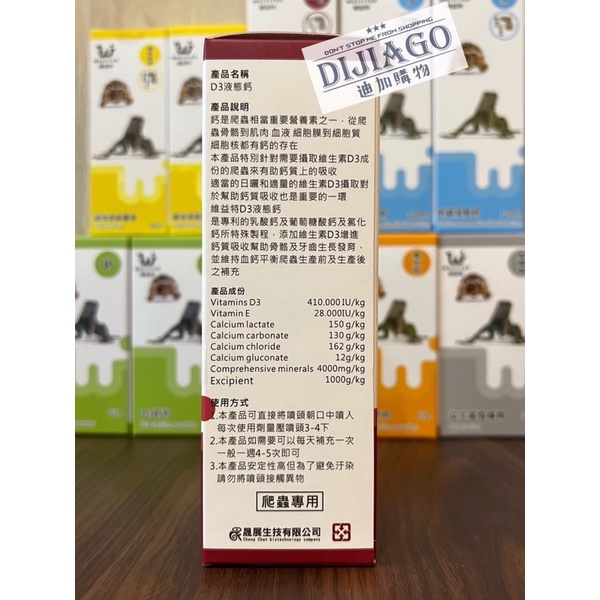 DON'T STOP ME FROM SHOPPING
DIJIAGO
迪加購物
產品名稱
D3液態鈣
產品說明
鈣是爬蟲相當重要營養素之一，從爬
蟲骨骼到肌肉 血液 細胞膜到細胞質
細胞核都有鈣的存在
本產品特別針對需要攝取維生素D3成
份的爬蟲來有助鈣質上的吸收
適當的日曬和適量的維生素D3攝取對
於幫助鈣質吸收也是重要的一環
維益特D3液態鈣
是專利的乳酸鈣及葡萄糖酸鈣及氯化
鈣所特殊製程，添加維生素D3增進
鈣質吸收幫助骨骼及牙齒生長發育，
並維持血鈣平衡爬蟲生產前及生產後
之補充
產品成份
Vitamins D3 410.000IU/kg
Vitamin E 28.000IU/kg
Calcium lactate 150 g/kg
Calcium carbonate 130 g/kg
Calcium chloride 162 g/kg
Calcium gluconate 12g/kg
Comprehensive minerals 4000mg/kg
Excipient 1000g/kg
使用方式
1.本產品可直接將噴頭朝口中噴入
每次使用劑量壓噴頭3-4下
2.本產品如需要可以每天補充一次
一般一週4-5次即可
3.本產品安定性高但為了避免汙染
請勿將噴頭接觸異物
爬蟲專用
晟展生技有限公司
Cheng Chan biotechnology company